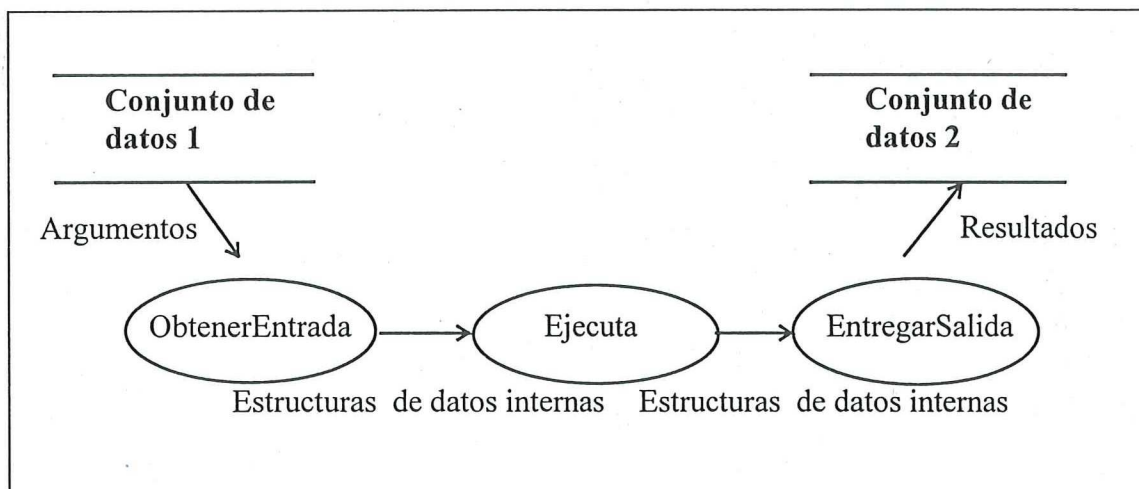 Conjunto de
datos 1
Conjunto de
datos 2
Argumentos
Resultados
ObtenerEntrada
Ejecuta
EntregarSalida
Estructuras de datos internas
Estructuras de datos internas